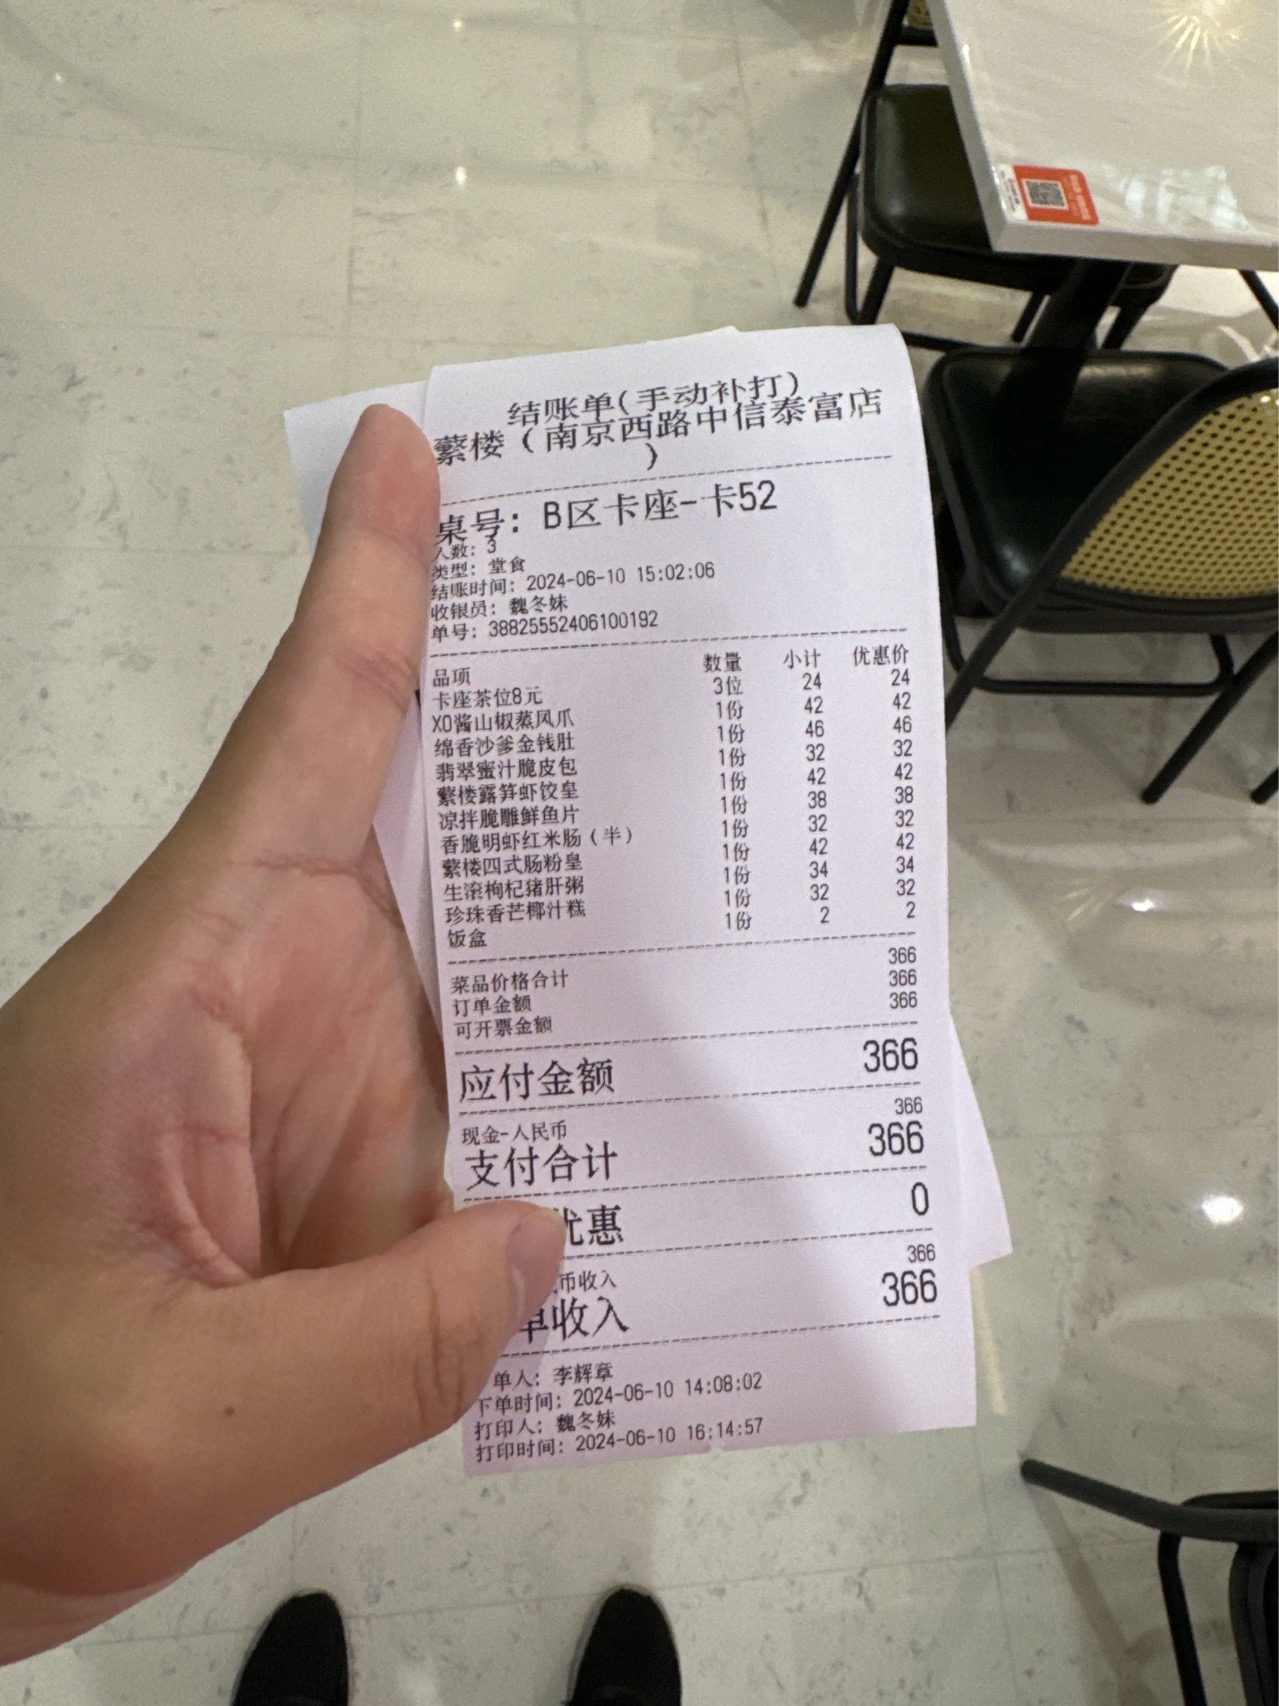 结账单(手动补打)
蘩楼（南京西路中信泰富店
）
桌号: B区卡座-卡52
人数: 3
类型: 堂食
结账时间: 2024-06-10 15:02:06
收银员: 魏冬妹
单号: 38825552406100192
品项 数量 小计 优惠价
卡座茶位8元 3位 24 24
XO酱山椒蒸凤爪 1份 42 42
绵香沙爹金钱肚 1份 46 46
翡翠蜜汁脆皮包 1份 32 32
蘩楼露笋虾饺皇 1份 42 42
凉拌脆雕鲜鱼片 1份 38 38
香脆明虾红米肠（半） 1份 32 32
蘩楼四式肠粉皇 1份 42 42
生滚枸杞猪肝粥 1份 34 34
珍珠香芒椰汁糕 1份 32 32
饭盒 1份 2 2
菜品价格合计 366
订单金额 366
可开票金额 366
应付金额 366
现金-人民币 366
支付合计 366
优惠 0
币收入 366
单收入 366
单人: 李辉章
下单时间: 2024-06-10 14:08:02
打印人: 魏冬妹
打印时间: 2024-06-10 16:14:57